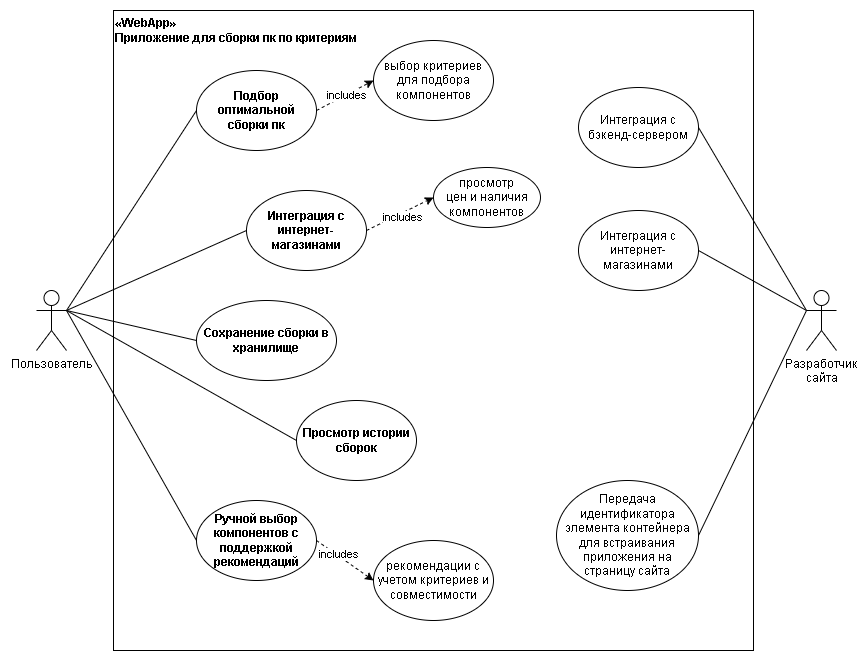 «WebApp»
Приложение для сборки пк по критериям
Подбор
оптимальной
сборки пк
includes
выбор критериев
для подбора
компонентов
Интеграция с
бэкенд-сервером
Интеграция с
интернет-
магазинами
includes
просмотр
цен и наличия
компонентов
Интеграция с
интернет-
магазинами
Сохранение сборки в
хранилище
Пользователь
Разработчик
сайта
Просмотр истории
сборок
Ручной выбор
компонентов с
поддержкой
рекомендаций
includes
рекомендации с
учетом критериев и
совместимости
Передача
идентификатора
элемента контейнера
для встраивания
приложения на
страницу сайта